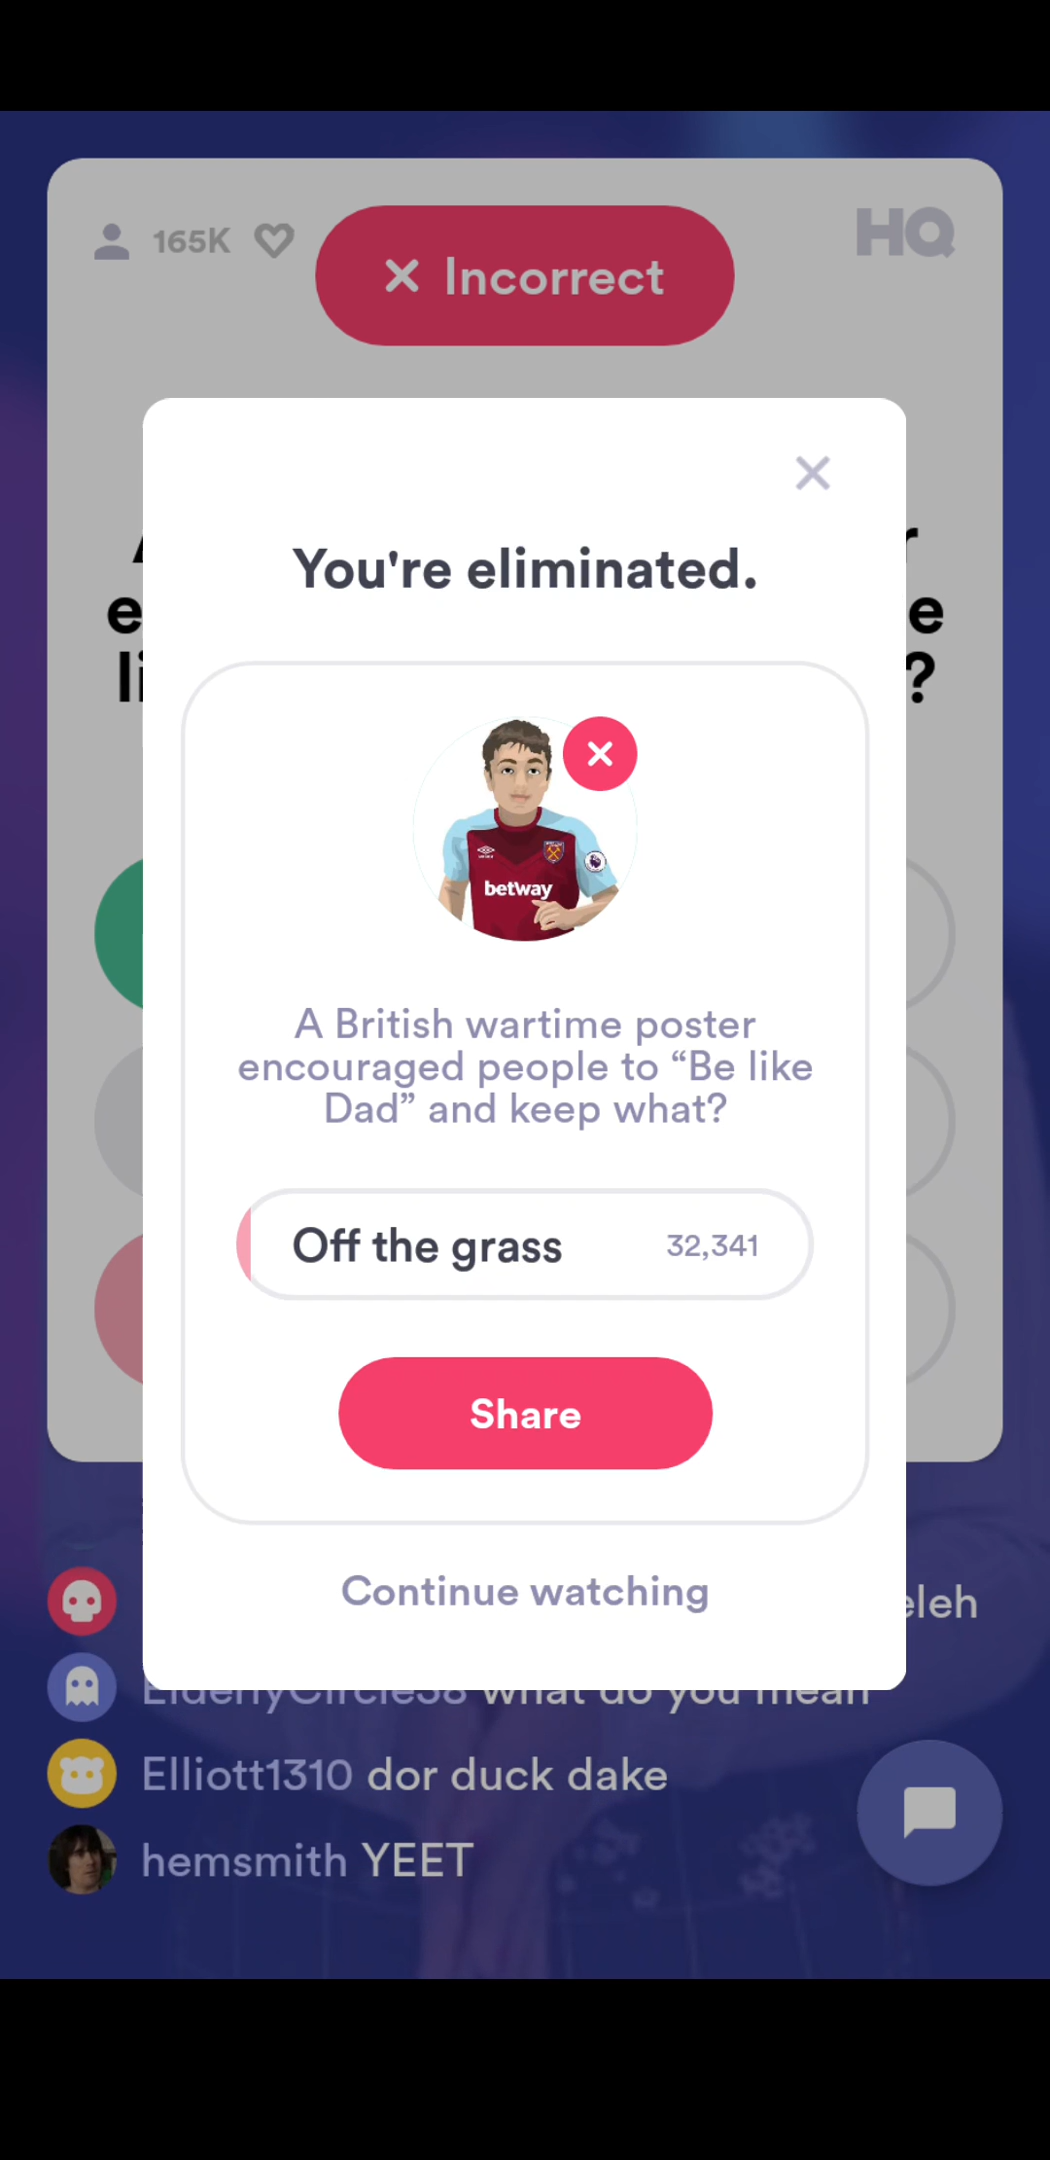 165K
HQ
Incorrect
You're eliminated.
betway
A British wartime poster
encouraged people to “Be like
Dad” and keep what?
Off the grass 32,341
Share
Continue watching
eleh
ElderlyCircle58 what do you mean
Elliott1310 dor duck dake
hemsmith YEET